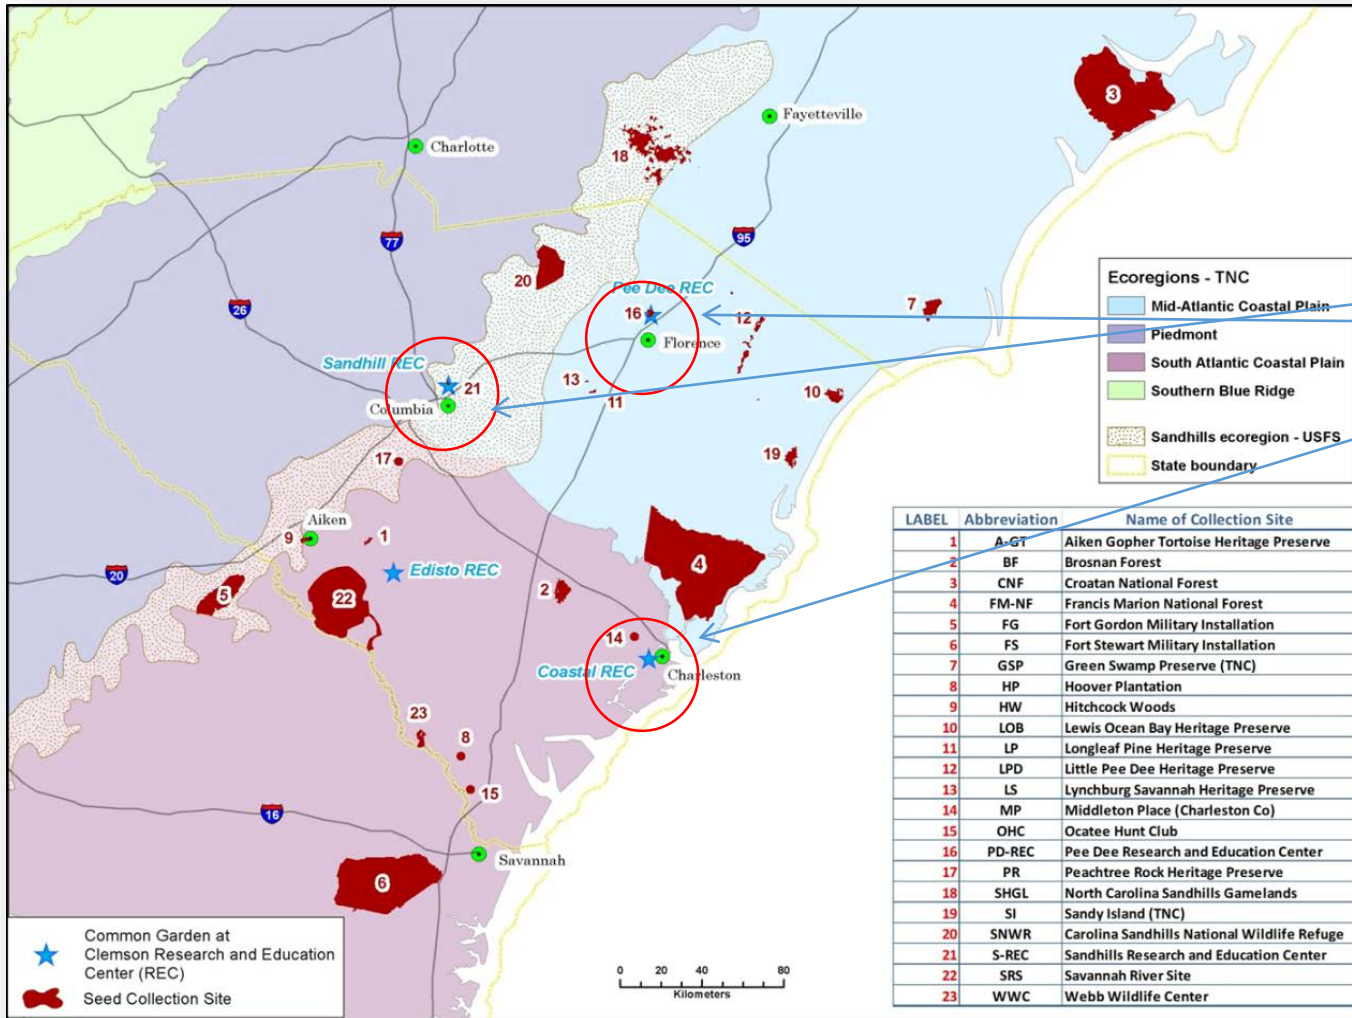 3
Fayetteville
Charlotte
18
77
95
20
26
Pee Dee REC
16
12
7
Florence
Sandhill REC
21
13
11
10
Columbia
19
17
Aiken
9
1
4
20
Edisto REC
5
22
2
14
Coastal REC
Charleston
23
8
15
16
Savannah
6
Ecoregions - TNC
Mid-Atlantic Coastal Plain
Piedmont
South Atlantic Coastal Plain
Southern Blue Ridge
Sandhills ecoregion - USFS
State boundary
LABEL Abbreviation Name of Collection Site
1 A-GT Aiken Gopher Tortoise Heritage Preserve
2 BF Brosnan Forest
3 CNF Croatan National Forest
4 FM-NF Francis Marion National Forest
5 FG Fort Gordon Military Installation
6 FS Fort Stewart Military Installation
7 GSP Green Swamp Preserve (TNC)
8 HP Hoover Plantation
9 HW Hitchcock Woods
10 LOB Lewis Ocean Bay Heritage Preserve
11 LP Longleaf Pine Heritage Preserve
12 LPD Little Pee Dee Heritage Preserve
13 LS Lynchburg Savannah Heritage Preserve
14 MP Middleton Place (Charleston Co)
15 OHC Ocatee Hunt Club
16 PD-REC Pee Dee Research and Education Center
17 PR Peachtree Rock Heritage Preserve
18 SHGL North Carolina Sandhills Gamelands
19 SI Sandy Island (TNC)
20 SNWR Carolina Sandhills National Wildlife Refuge
21 S-REC Sandhills Research and Education Center
22 SRS Savannah River Site
23 WWC Webb Wildlife Center
Common Garden at
Clemson Research and Education
Center (REC)
Seed Collection Site
0 40 80
Kilometers